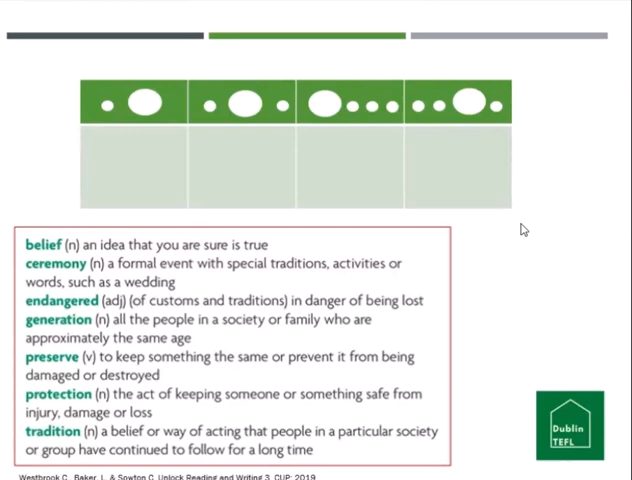 belief (n) an idea that you are sure is true
ceremony (n) a formal event with special traditions, activities or
words, such as a wedding
endangered (adj) (of customs and traditions) in danger of being lost
generation (n) all the people in a society or family who are
approximately the same age
preserve (v) to keep something the same or prevent it from being
damaged or destroyed
protection (n) the act of keeping someone or something safe from
injury, damage or loss
tradition (n) a belief or way of acting that people in a particular society
or group have continued to follow for a long time
Dublin
TEFL
Westbrook C., Baker, L. & Sowton C. Unlock Reading and Writing 3. CUP: 2019